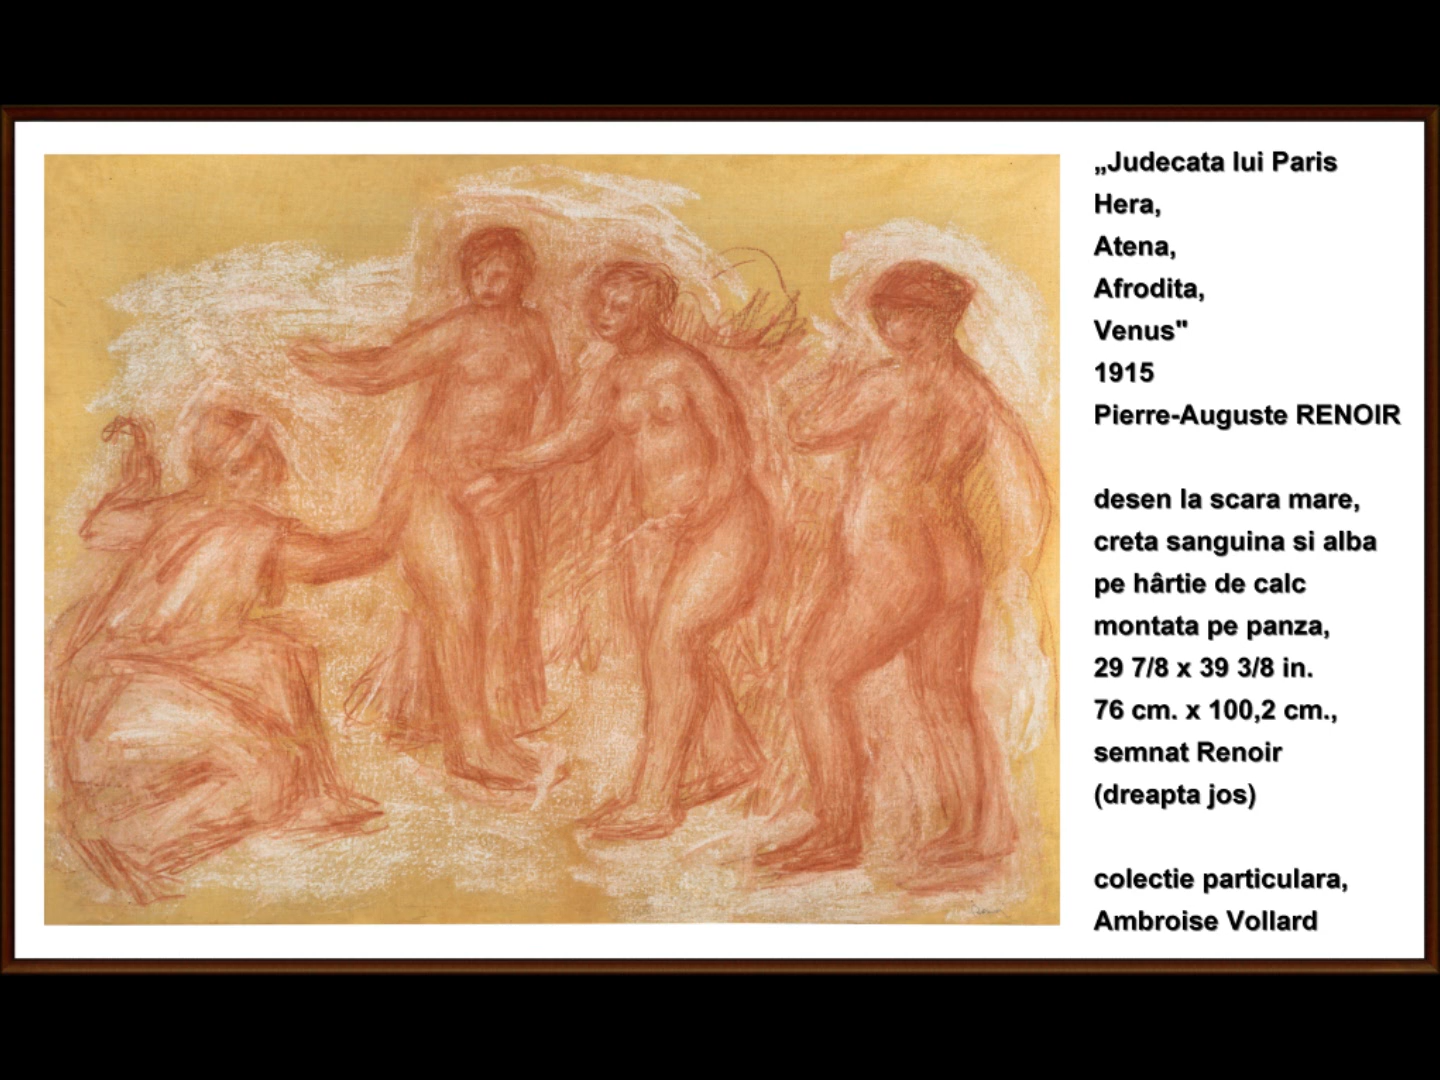 „Judecata lui Paris
Hera,
Atena,
Afrodita,
Venus"
1915
Pierre-Auguste RENOIR
desen la scara mare,
creta sanguina si alba
pe hârtie de calc
montata pe panza,
29 7/8 x 39 3/8 in.
76 cm. x 100,2 cm.,
semnat Renoir
(dreapta jos)
colectie particulara,
Ambroise Vollard